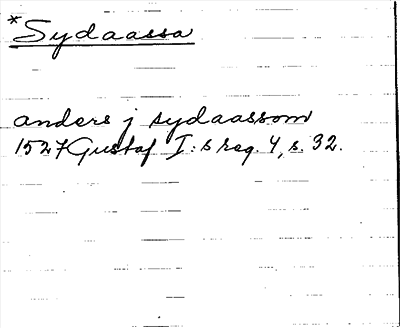 *Sydaassa
anders j sydaassom
1527 Gustaf I:s reg. 4, s. 32.